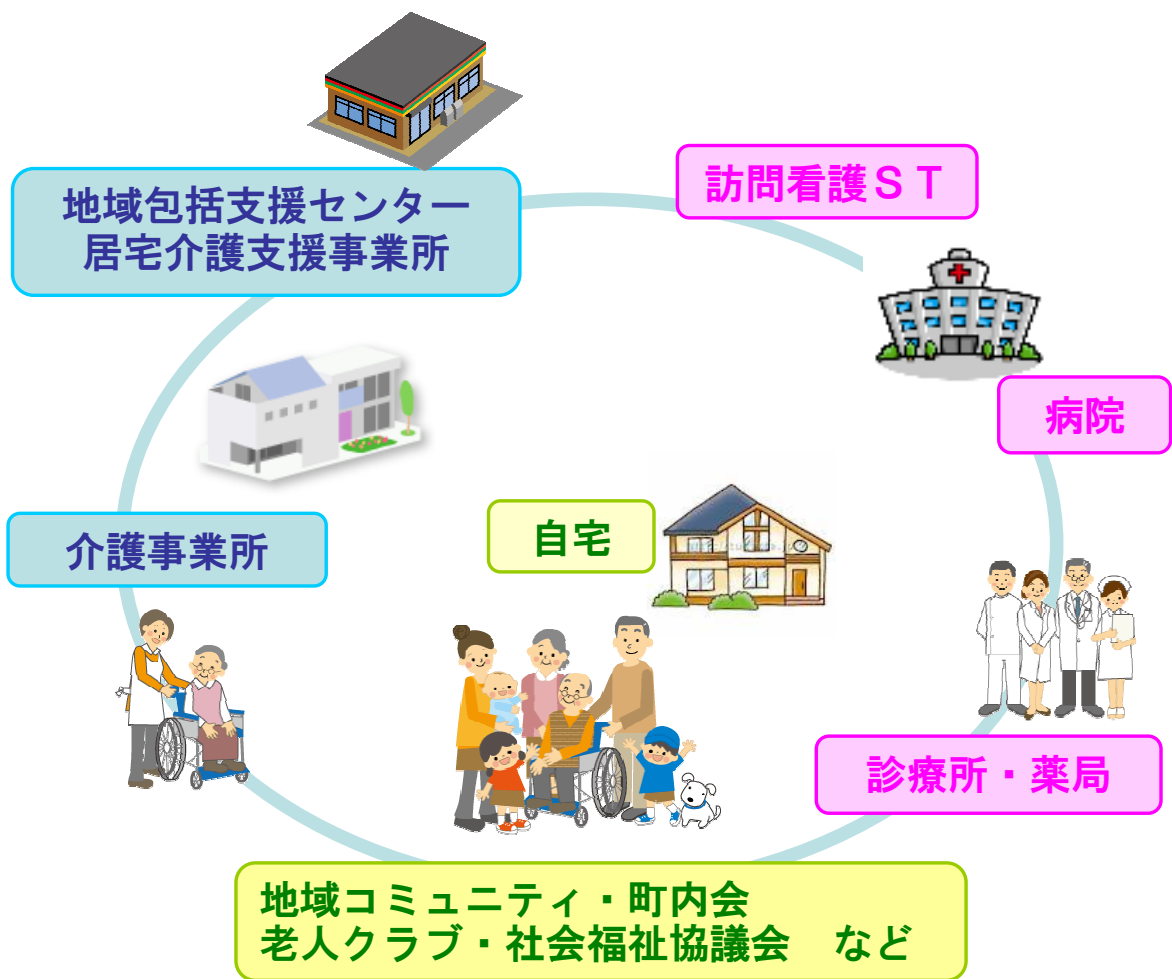 地域包括支援センター
居宅介護支援事業所
訪問看護ＳＴ
病院
介護事業所
自宅
診療所・薬局
地域コミュニティ・町内会
老人クラブ・社会福祉協議会　など